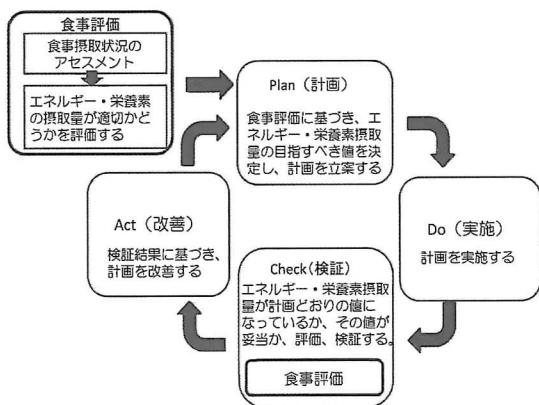 食事評価
食事摂取状況の
アセスメント
エネルギー・栄養素
の摂取量が適切かど
うかを評価する
Plan（計画）
食事評価に基づき、エ
ネルギー・栄養素摂取
量の目指すべき値を決
定し、計画を立案する
Do（実施）
計画を実施する
Check(検証）
エネルギー・栄養素摂取
量が計画どおりの値に
なっているか、その値が
妥当か、評価、検証する。
食事評価
Act（改善）
検証結果に基づき、
計画を改善する